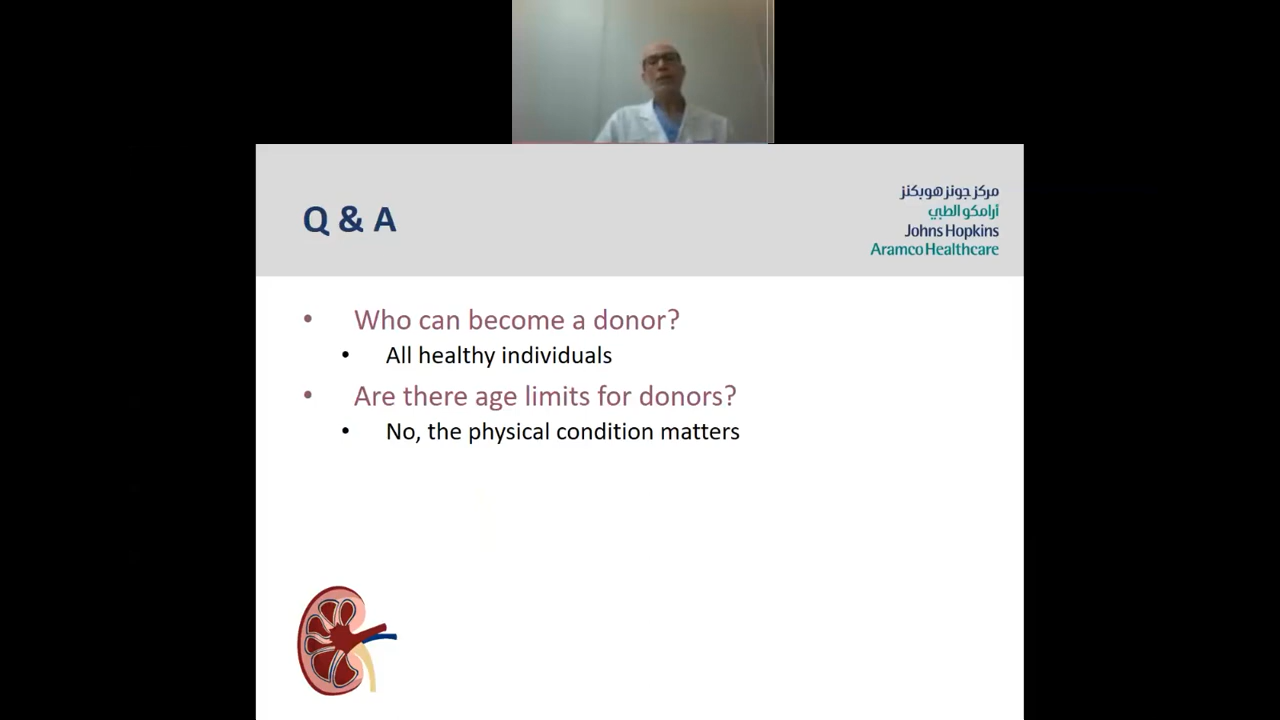 Q & A
مركز جونز هوبكنز
أرامكو الطبي
Johns Hopkins
Aramco Healthcare
• Who can become a donor?
• All healthy individuals
• Are there age limits for donors?
• No, the physical condition matters